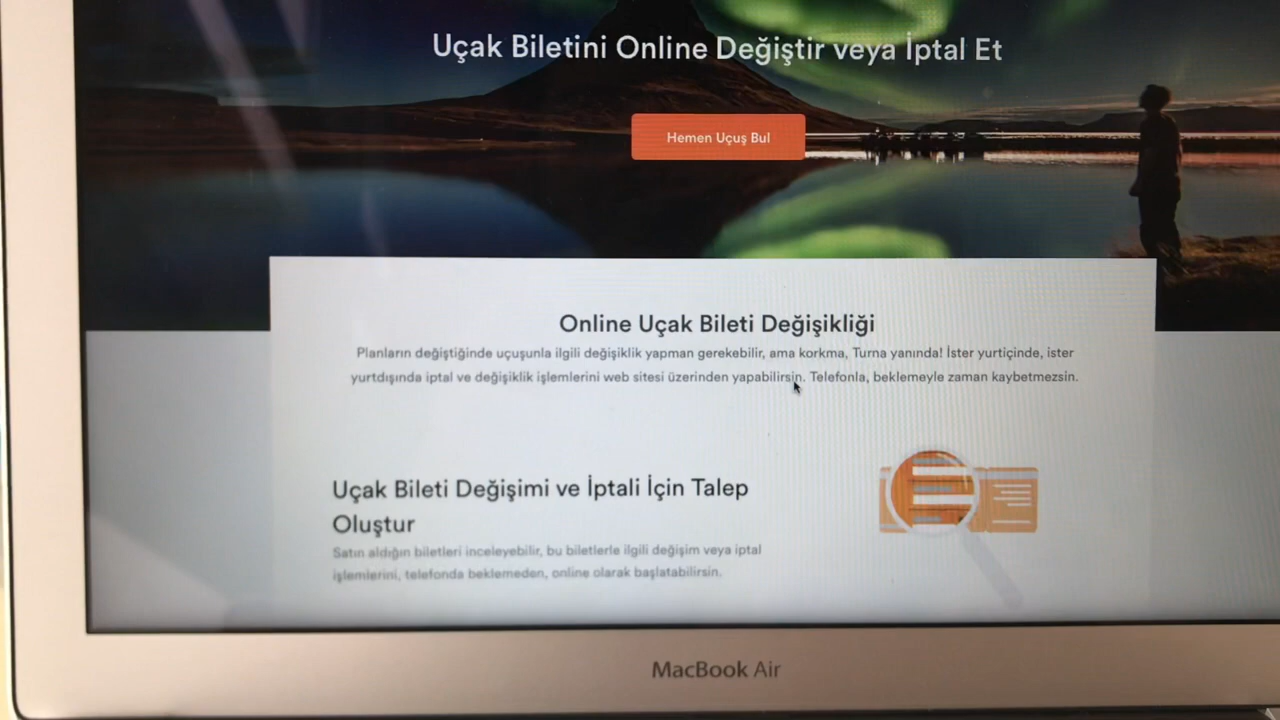 Uçak Biletini Online Değiştir veya İptal Et
Hemen Uçuş Bul
Online Uçak Bileti Değişikliği
Planların değiştiğinde uçuşunla ilgili değişiklik yapman gerekebilir, ama korkma, Turna yanında! İster yurtiçinde, ister
yurtdışında iptal ve değişiklik işlemlerini web sitesi üzerinden yapabilirsin. Telefonla, beklemeyle zaman kaybetmezsin.
Uçak Bileti Değişimi ve İptali İçin Talep
Oluştur
Satın aldığın biletleri inceleyebilir, bu biletlerle ilgili değişim veya iptal
işlemlerini, telefonda beklemeden, online olarak başlatabilirsin.
MacBook Air